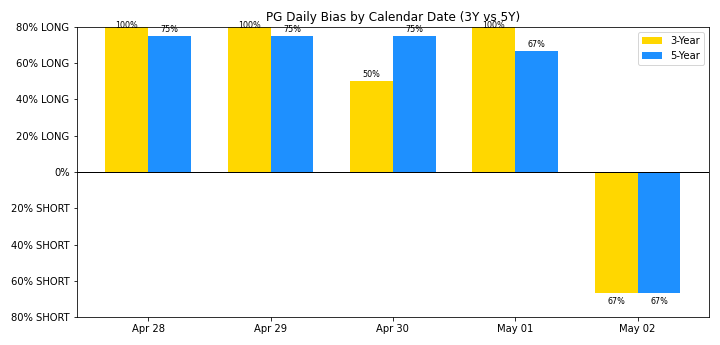 PG Daily Bias by Calendar Date (3Y vs 5Y)
80% LONG
60% LONG
40% LONG
20% LONG
0%
20% SHORT
40% SHORT
60% SHORT
80% SHORT
100%
75%
100%
75%
50%
75%
100%
67%
67%
67%
3-Year
5-Year
Apr 28
Apr 29
Apr 30
May 01
May 02